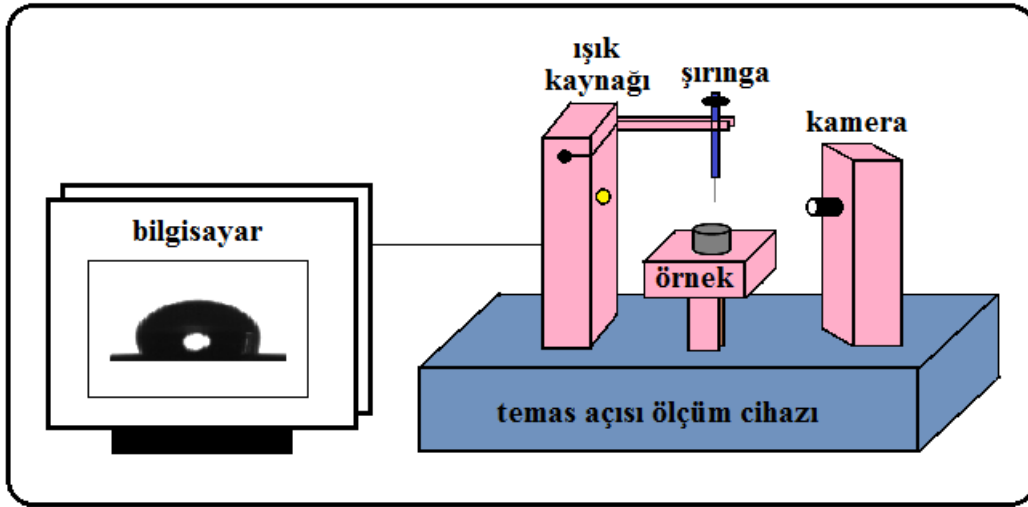 ışık
kaynağı
şırınga
kamera
bilgisayar
örnek
temas açısı ölçüm cihazı